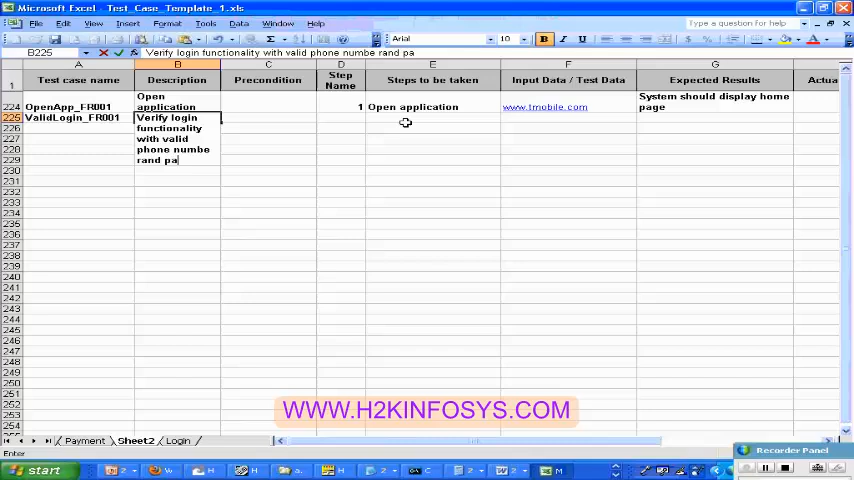 Microsoft Excel - Test_Case_Template_1.xls
File Edit View Insert Format Tools Data Window Help
Type a question for help
Arial 10 B I U
B225 Verify login functionality with valid phone numbe rand pa
A B C D E F G
1 Test case name Description Precondition Step Name Steps to be taken Input Data / Test Data Expected Results Actua
224 OpenApp_FR001 Open application 1 Open application www.tmobile.com System should display home page
225 ValidLogin_FR001 Verify login
226 functionality
227 with valid
228 phone numbe
229 rand pa
230
231
232
233
234
235
236
237
238
239
240
241
242
243
244
245
246
247
248
249
250
251
252
253
254
WWW.H2KINFOSYS.COM
Payment Sheet2 Login
Enter
Recorder Panel
start